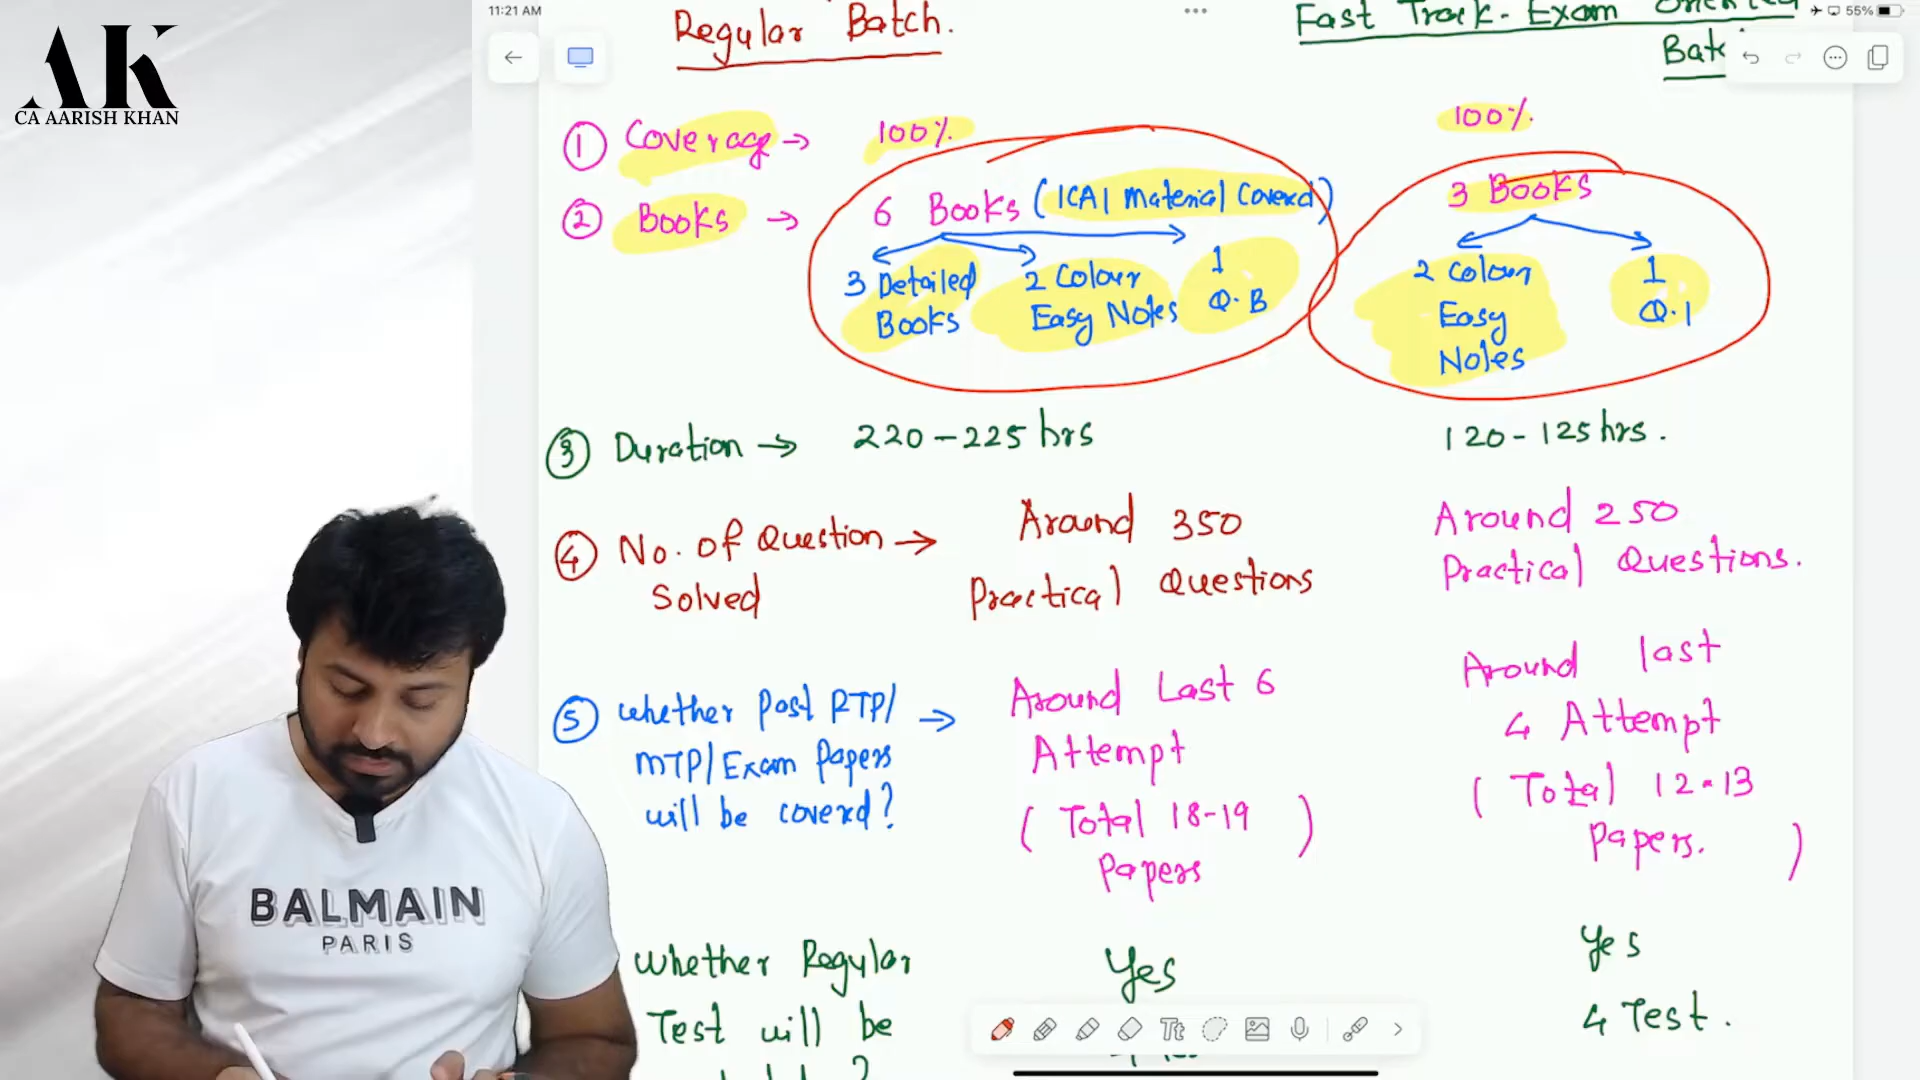 11:21 AM
55%
AK
CA AARISH KHAN
Regular Batch.
Fast Track - Exam Oriented
① Coverage → 100% 100%
② Books → 6 Books (ICAI Material Coverd) 3 Books
3 Detailed Books
2 Colour Easy Notes
1 Q.B
2 Colour Easy Notes
1
③ Duration → 220-225 hrs 120-125 hrs.
④ No. of Question Solved → Around 350 Practical Questions
Around 250 Practical Questions.
⑤ Whether Past RTP/
MTP/Exam Papers
will be coverd? →
Around Last 6
Attempt
(Total 18-19
Papers)
Around last
4 Attempt
(Total 12-13
Papers.)
Whether Regular
Test will be
Yes
Yes
4 Test.
Tt
BALMAIN
PARIS